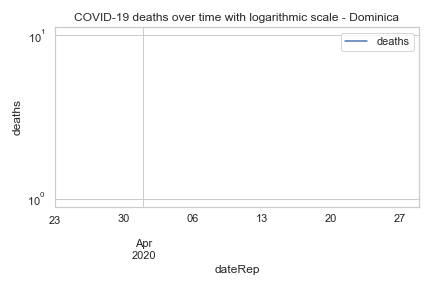 COVID-19 deaths over time with logarithmic scale - Dominica
10¹
deaths
deaths
10⁰
23 30 06 13 20 27
Apr
2020
dateRep